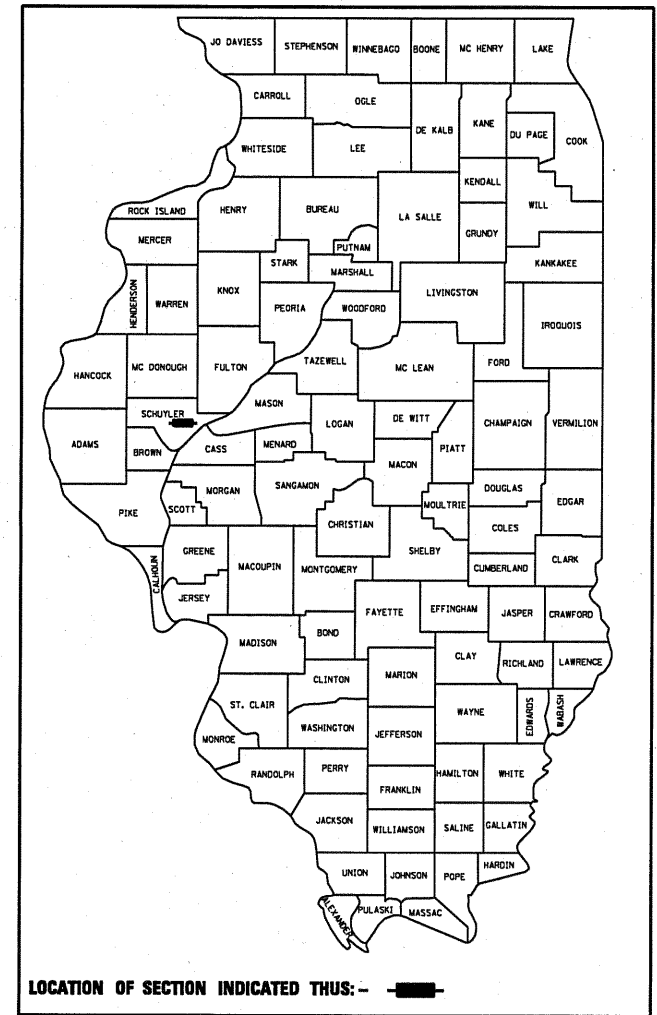 JO DAVIESS STEPHENSON WINNEBAGO BOONE MC HENRY LAKE
CARROLL OGLE DE KALB KANE DU PAGE COOK
WHITESIDE LEE
KENDALL WILL
ROCK ISLAND HENRY BUREAU LA SALLE
GRUNDY
MERCER PUTNAM
STARK MARSHALL KANKAKEE
HENDERSON WARREN KNOX LIVINGSTON
PEORIA WOODFORD IROQUOIS
HANCOCK MC DONOUGH FULTON TAZEWELL MC LEAN FORD
SCHUYLER MASON
LOGAN DE WITT CHAMPAIGN VERMILION
ADAMS BROWN CASS MENARD PIATT
MACON
SANGAMON
PIKE SCOTT MORGAN CHRISTIAN MOULTRIE DOUGLAS EDGAR
COLES
CALHOUN GREENE MACOUPIN MONTGOMERY SHELBY CUMBERLAND CLARK
JERSEY
FAYETTE EFFINGHAM JASPER CRAWFORD
MADISON BOND
CLAY RICHLAND LAWRENCE
CLINTON MARION
ST. CLAIR WAYNE EDWARDS WABASH
MONROE WASHINGTON JEFFERSON
RANDOLPH PERRY HAMILTON WHITE
FRANKLIN
JACKSON WILLIAMSON SALINE GALLATIN
UNION JOHNSON POPE HARDIN
ALEXANDER PULASKI MASSAC
LOCATION OF SECTION INDICATED THUS: -